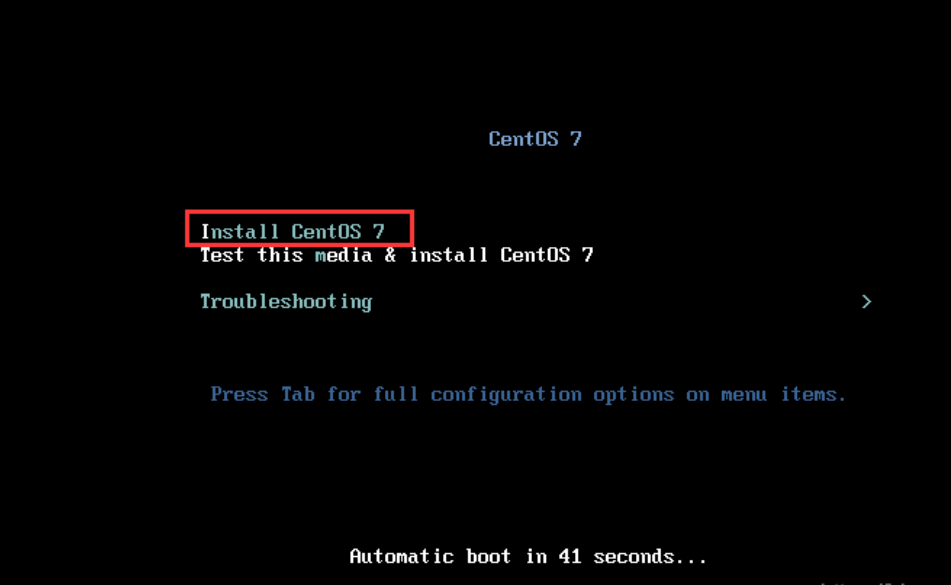 CentOS 7
Install CentOS 7
Test this media & install CentOS 7
Troubleshooting >
Press Tab for full configuration options on menu items.
Automatic boot in 41 seconds...